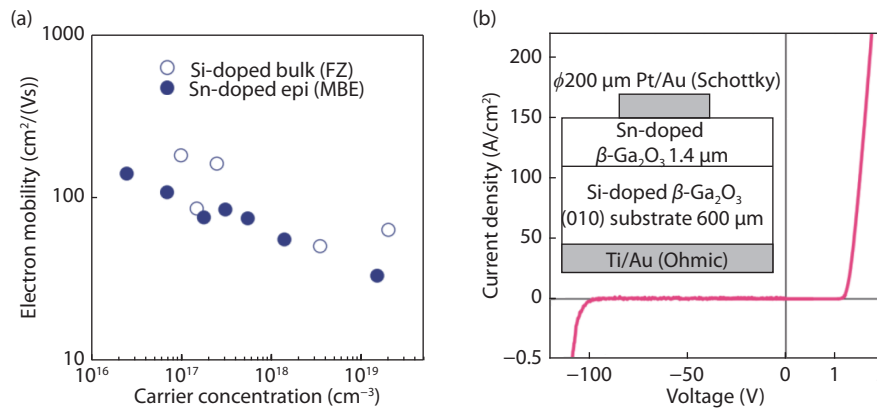 (a)
1000
100
10
Electron mobility (cm²/(Vs))
Si-doped bulk (FZ)
Sn-doped epi (MBE)
10¹⁶ 10¹⁷ 10¹⁸ 10¹⁹
Carrier concentration (cm⁻³)
(b)
200
150
100
50
0
−0.5
Current density (A/cm²)
ϕ200 μm Pt/Au (Schottky)
Sn-doped
β-Ga₂O₃ 1.4 μm
Si-doped β-Ga₂O₃
(010) substrate 600 μm
Ti/Au (Ohmic)
−100 −50 0 1
Voltage (V)